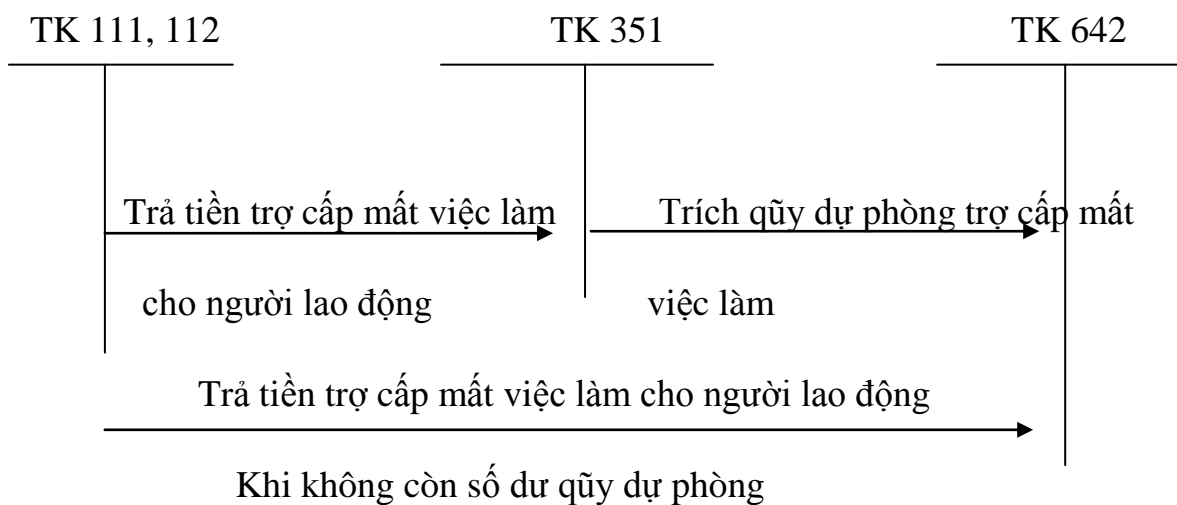 TK 111, 112 TK 351 TK 642
Trả tiền trợ cấp mất việc làm
cho người lao động
Trích qũy dự phòng trợ cấp mất
việc làm
Trả tiền trợ cấp mất việc làm cho người lao động
Khi không còn số dư qũy dự phòng